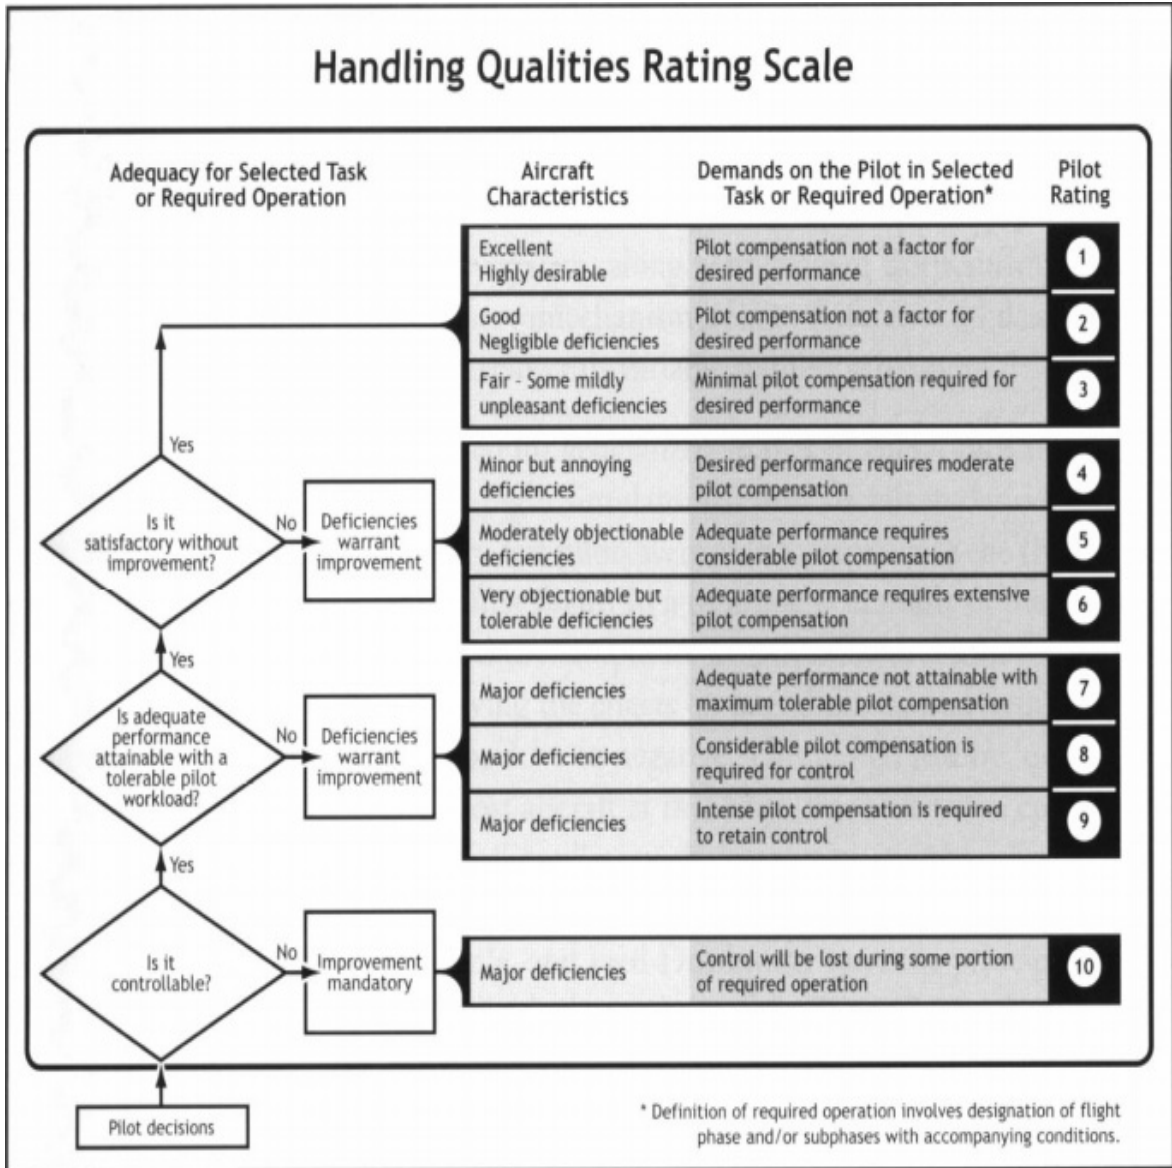 Handling Qualities Rating Scale
Adequacy for Selected Task
or Required Operation
Aircraft
Characteristics
Demands on the Pilot in Selected
Task or Required Operation*
Pilot
Rating
Excellent
Highly desirable
Pilot compensation not a factor for
desired performance
1
Good
Negligible deficiencies
Pilot compensation not a factor for
desired performance
2
Fair - Some mildly
unpleasant deficiencies
Minimal pilot compensation required for
desired performance
3
Yes
Is it
satisfactory without
improvement?
No
Deficiencies
warrant
improvement
Minor but annoying
deficiencies
Desired performance requires moderate
pilot compensation
4
Moderately objectionable
deficiencies
Adequate performance requires
considerable pilot compensation
5
Very objectionable but
tolerable deficiencies
Adequate performance requires extensive
pilot compensation
6
Yes
Is adequate
performance
attainable with a
tolerable pilot
workload?
No
Deficiencies
warrant
improvement
Major deficiencies
Adequate performance not attainable with
maximum tolerable pilot compensation
7
Major deficiencies
Considerable pilot compensation is
required for control
8
Major deficiencies
Intense pilot compensation is required
to retain control
9
Yes
Is it
controllable?
No
Improvement
mandatory
Major deficiencies
Control will be lost during some portion
of required operation
10
Pilot decisions
* Definition of required operation involves designation of flight
phase and/or subphases with accompanying conditions.